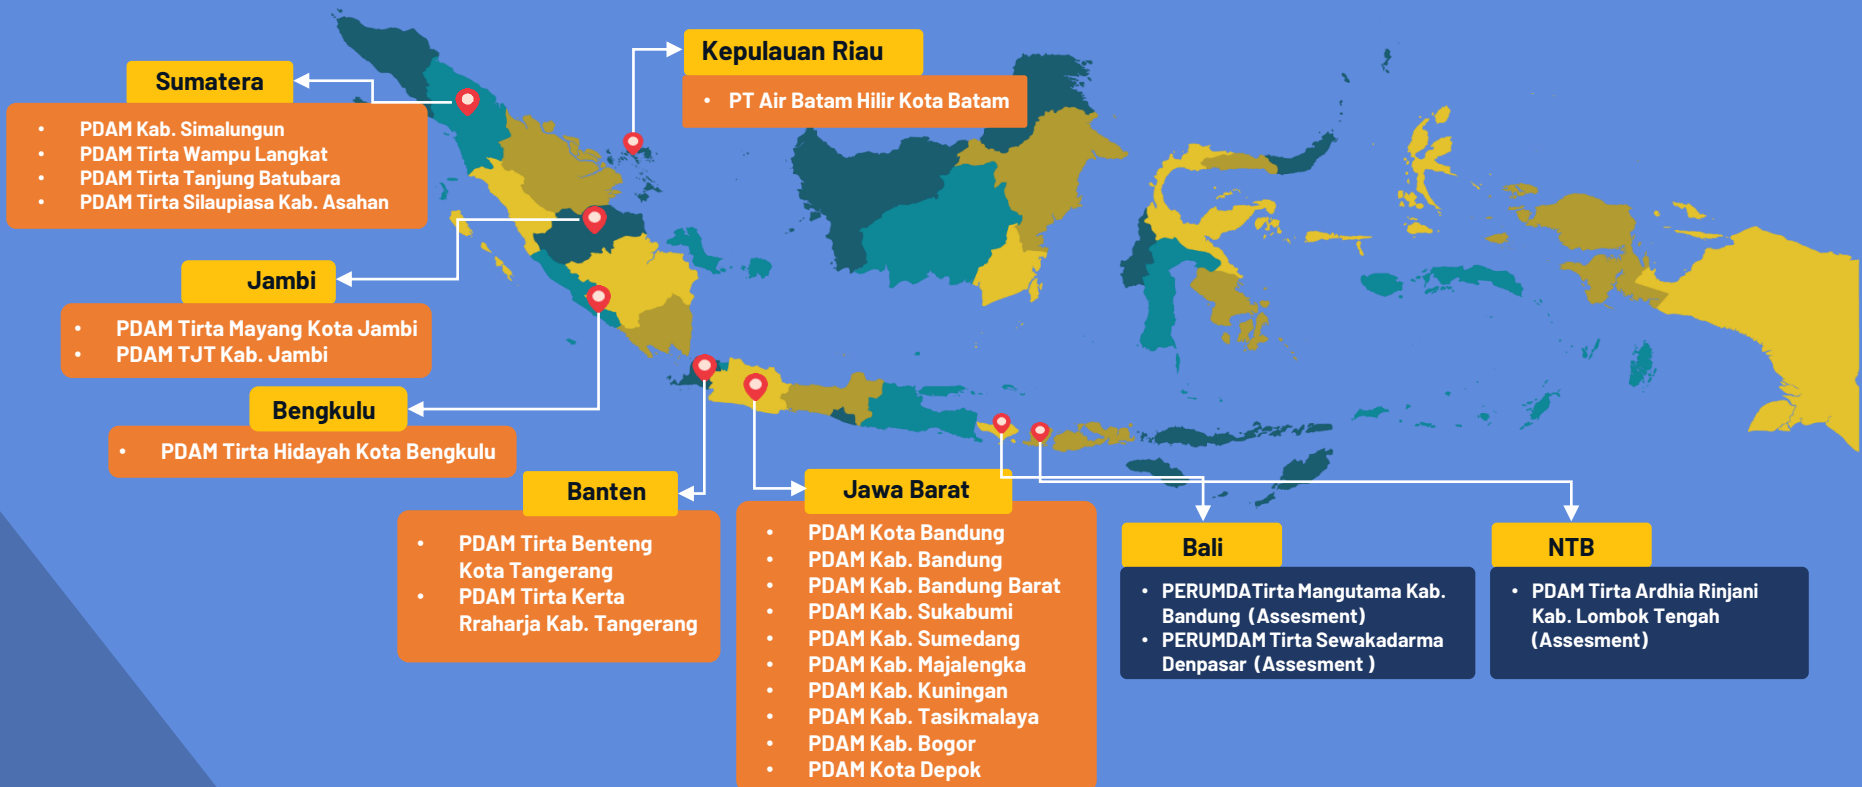 Sumatera
• PDAM Kab. Simalungun
• PDAM Tirta Wampu Langkat
• PDAM Tirta Tanjung Batubara
• PDAM Tirta Silaupiasa Kab. Asahan
Kepulauan Riau
• PT Air Batam Hilir Kota Batam
Jambi
• PDAM Tirta Mayang Kota Jambi
• PDAM TJT Kab. Jambi
Bengkulu
• PDAM Tirta Hidayah Kota Bengkulu
Banten
• PDAM Tirta Benteng
Kota Tangerang
• PDAM Tirta Kerta
Rraharja Kab. Tangerang
Jawa Barat
• PDAM Kota Bandung
• PDAM Kab. Bandung
• PDAM Kab. Bandung Barat
• PDAM Kab. Sukabumi
• PDAM Kab. Sumedang
• PDAM Kab. Majalengka
• PDAM Kab. Kuningan
• PDAM Kab. Tasikmalaya
• PDAM Kab. Bogor
• PDAM Kota Depok
Bali
• PERUMDATirta Mangutama Kab.
Bandung (Assesment)
• PERUMDAM Tirta Sewakadarma
Denpasar (Assesment )
NTB
• PDAM Tirta Ardhia Rinjani
Kab. Lombok Tengah
(Assesment)